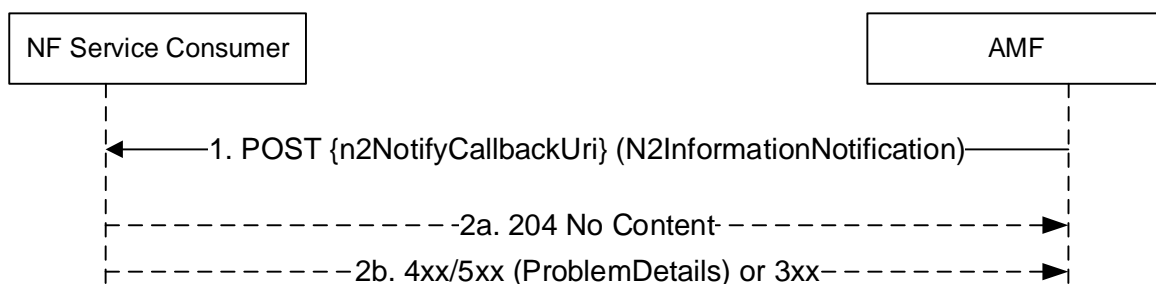 NF Service Consumer
AMF
1. POST {n2NotifyCallbackUri} (N2InformationNotification)
2a. 204 No Content
2b. 4xx/5xx (ProblemDetails) or 3xx